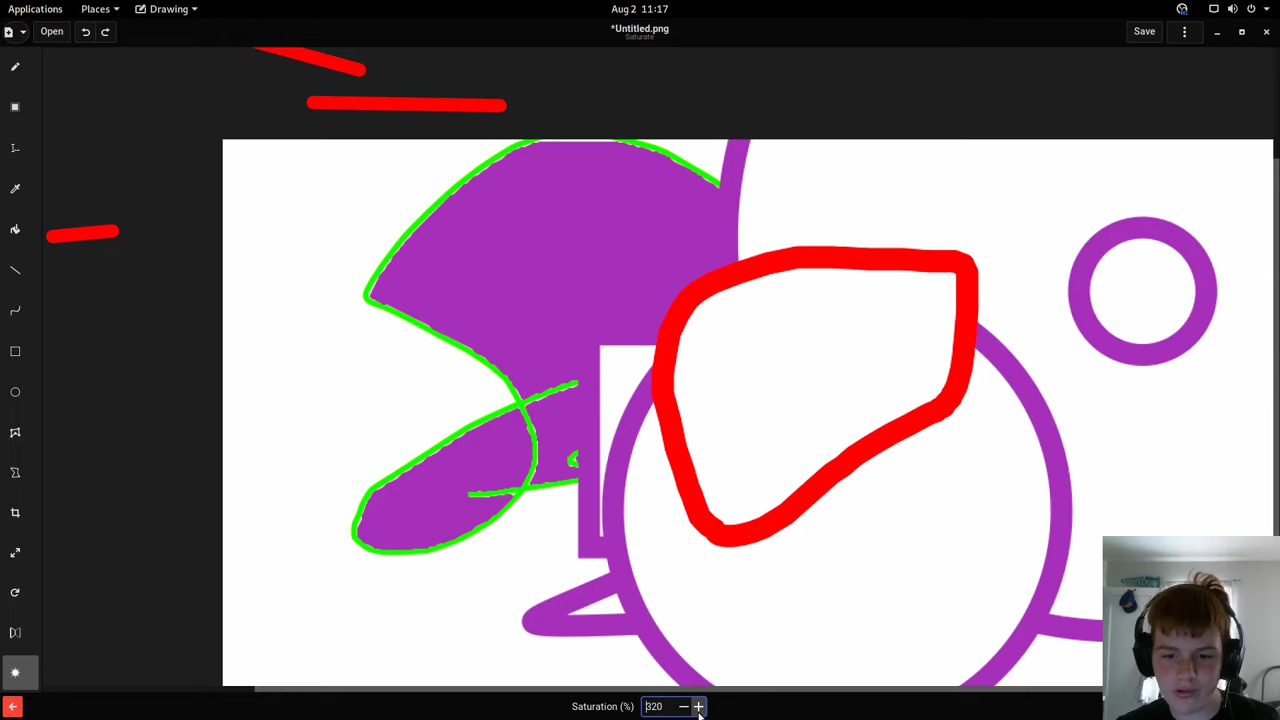 Applications Places Drawing Aug 2 11:17
Open *Untitled.png Save
Saturate
Saturation (%) 320